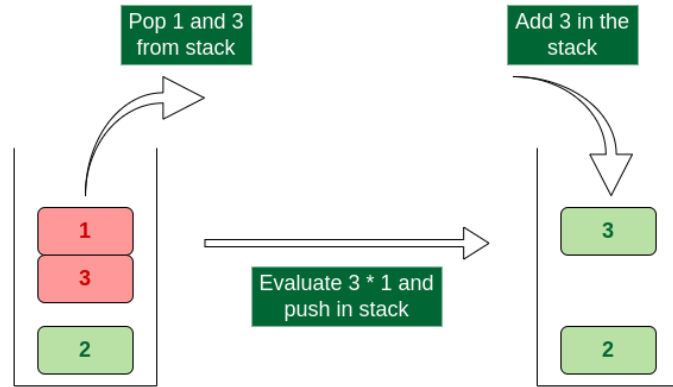 Pop 1 and 3
from stack
Add 3 in the
stack
1
3
2
Evaluate 3 * 1 and
push in stack
3
2